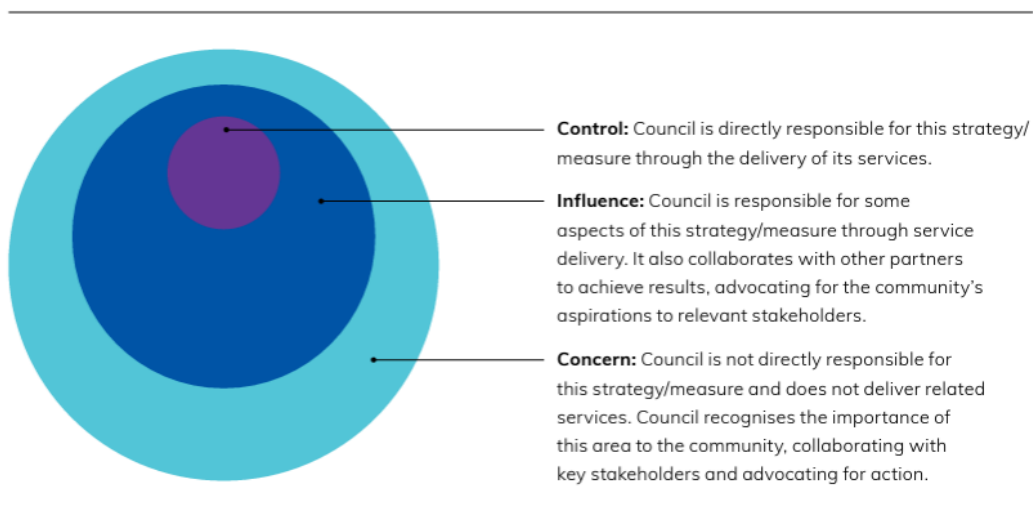 Control: Council is directly responsible for this strategy/
measure through the delivery of its services.
Influence: Council is responsible for some
aspects of this strategy/measure through service
delivery. It also collaborates with other partners
to achieve results, advocating for the community’s
aspirations to relevant stakeholders.
Concern: Council is not directly responsible for
this strategy/measure and does not deliver related
services. Council recognises the importance of
this area to the community, collaborating with
key stakeholders and advocating for action.